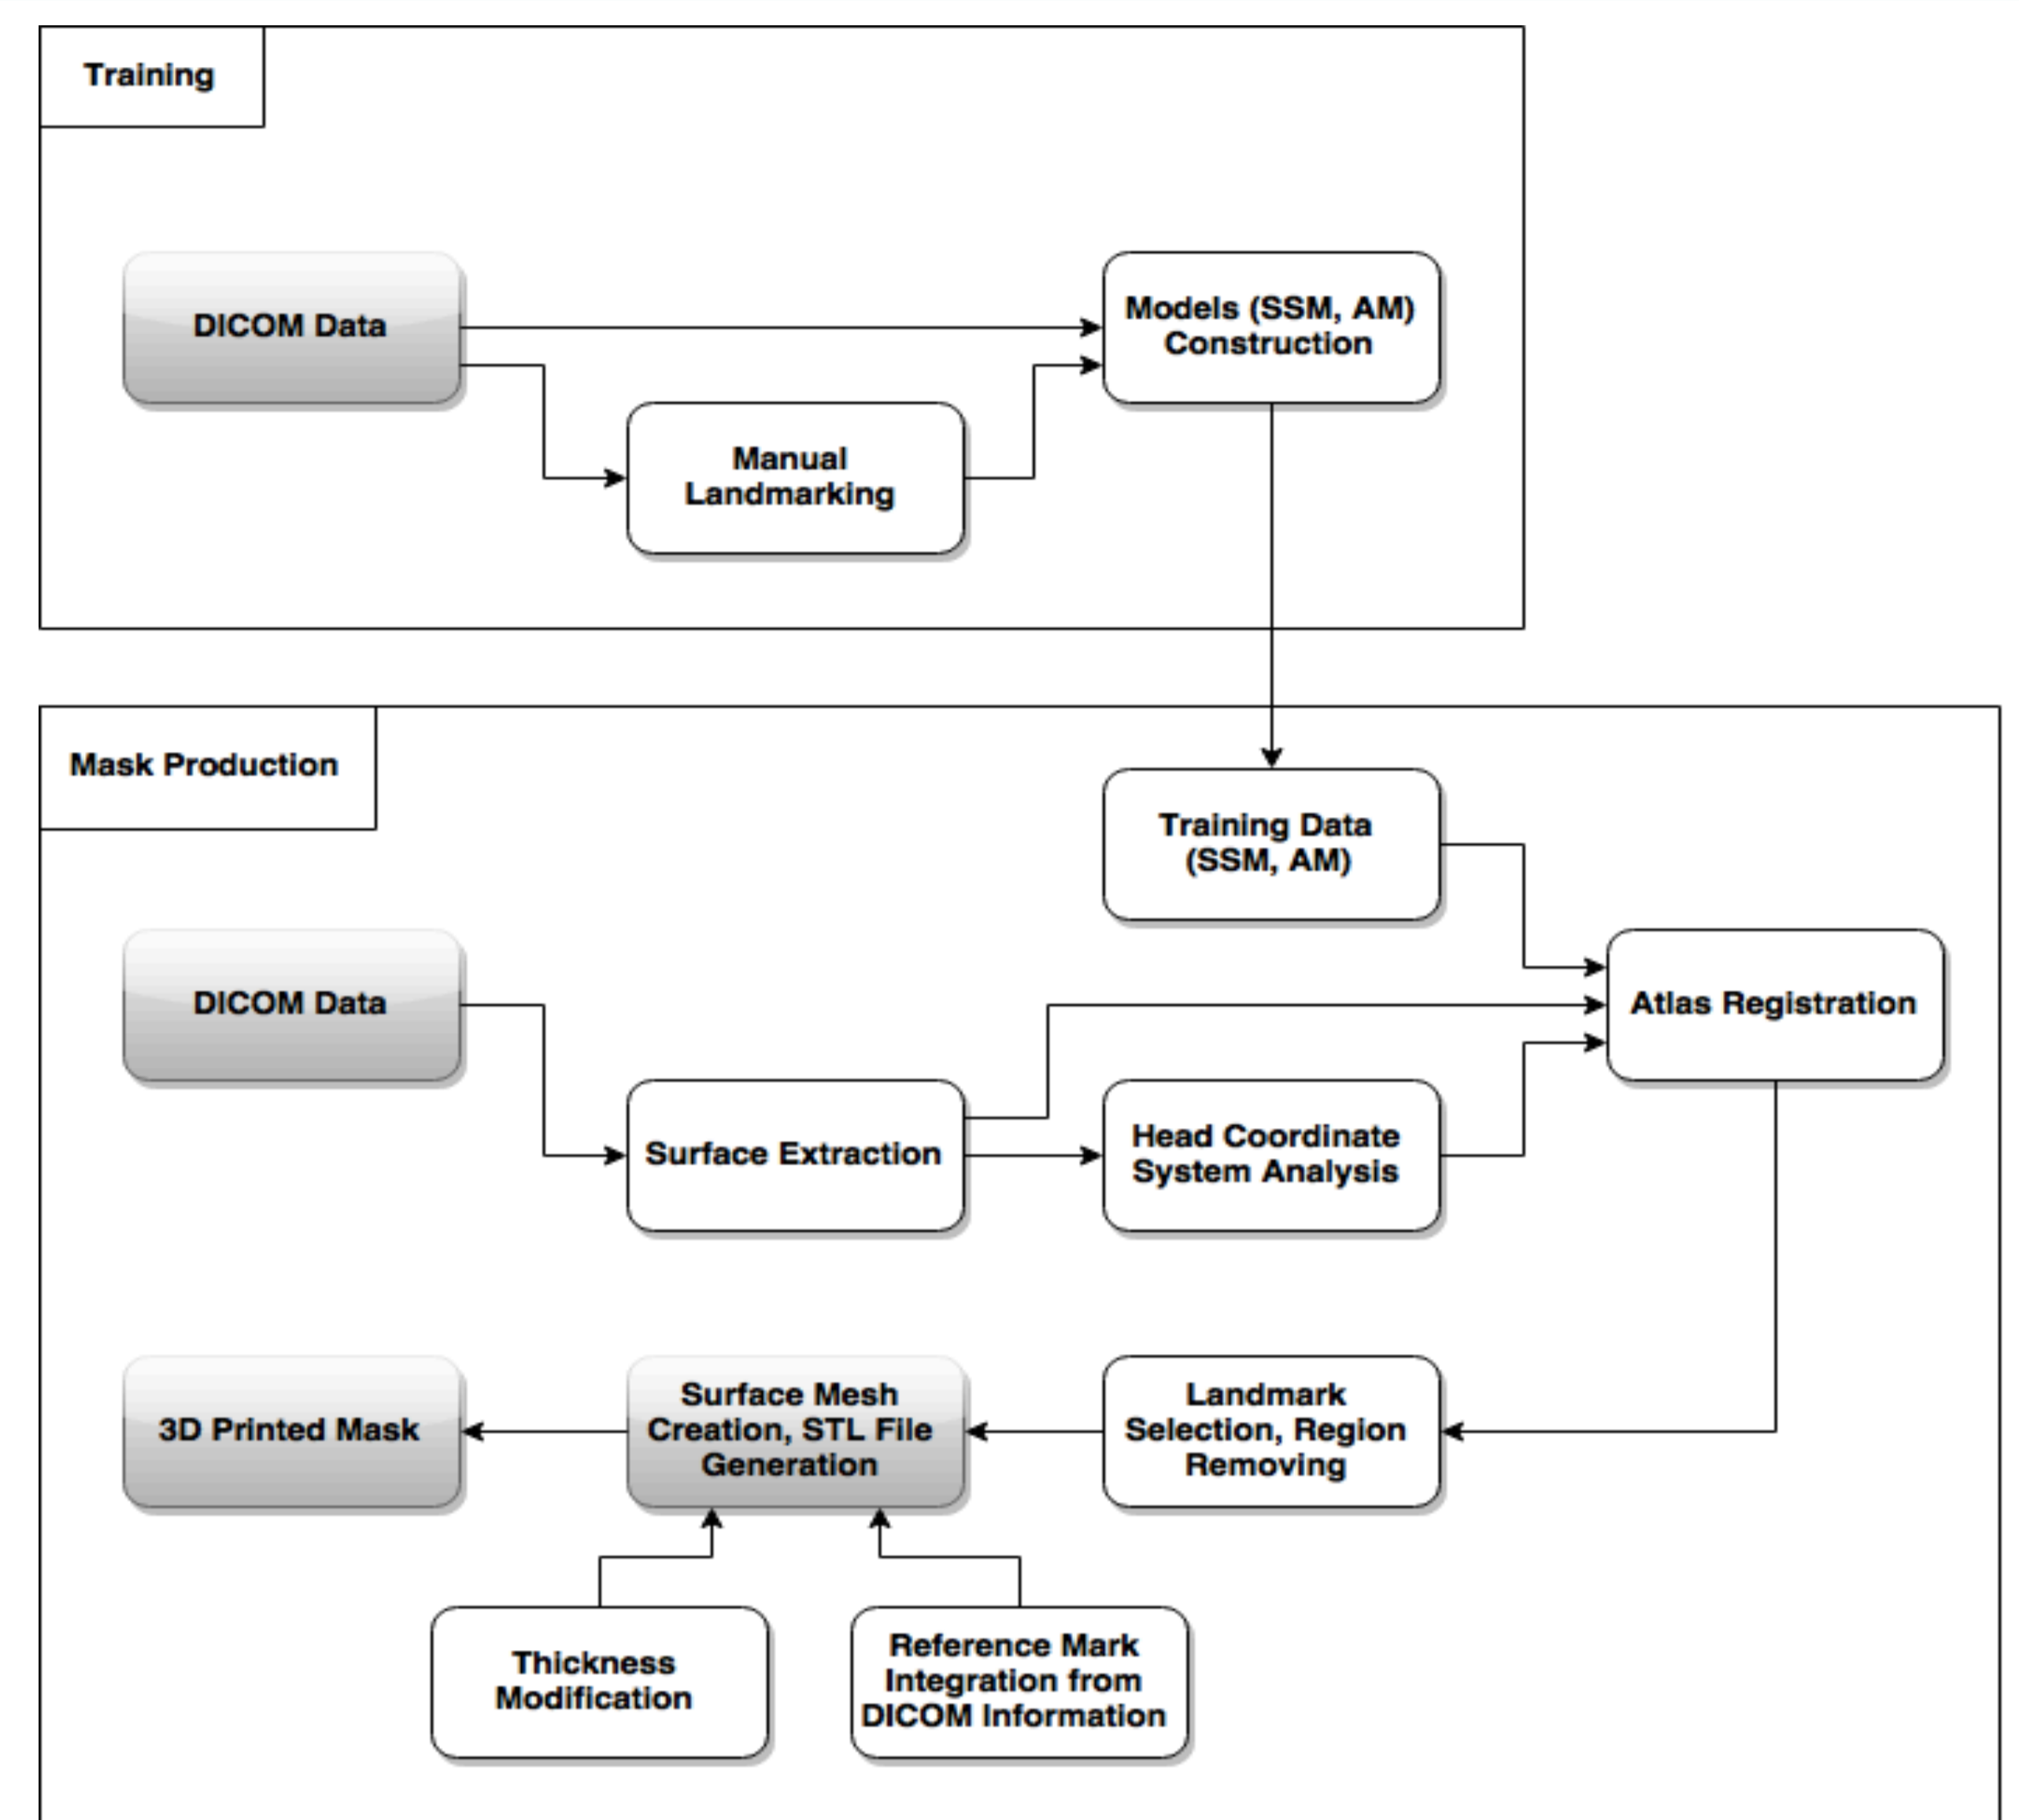 Training
DICOM Data
Models (SSM, AM)
Construction
Manual
Landmarking
Mask Production
Training Data
(SSM, AM)
DICOM Data
Atlas Registration
Surface Extraction
Head Coordinate
System Analysis
3D Printed Mask
Surface Mesh
Creation, STL File
Generation
Landmark
Selection, Region
Removing
Thickness
Modification
Reference Mark
Integration from
DICOM Information